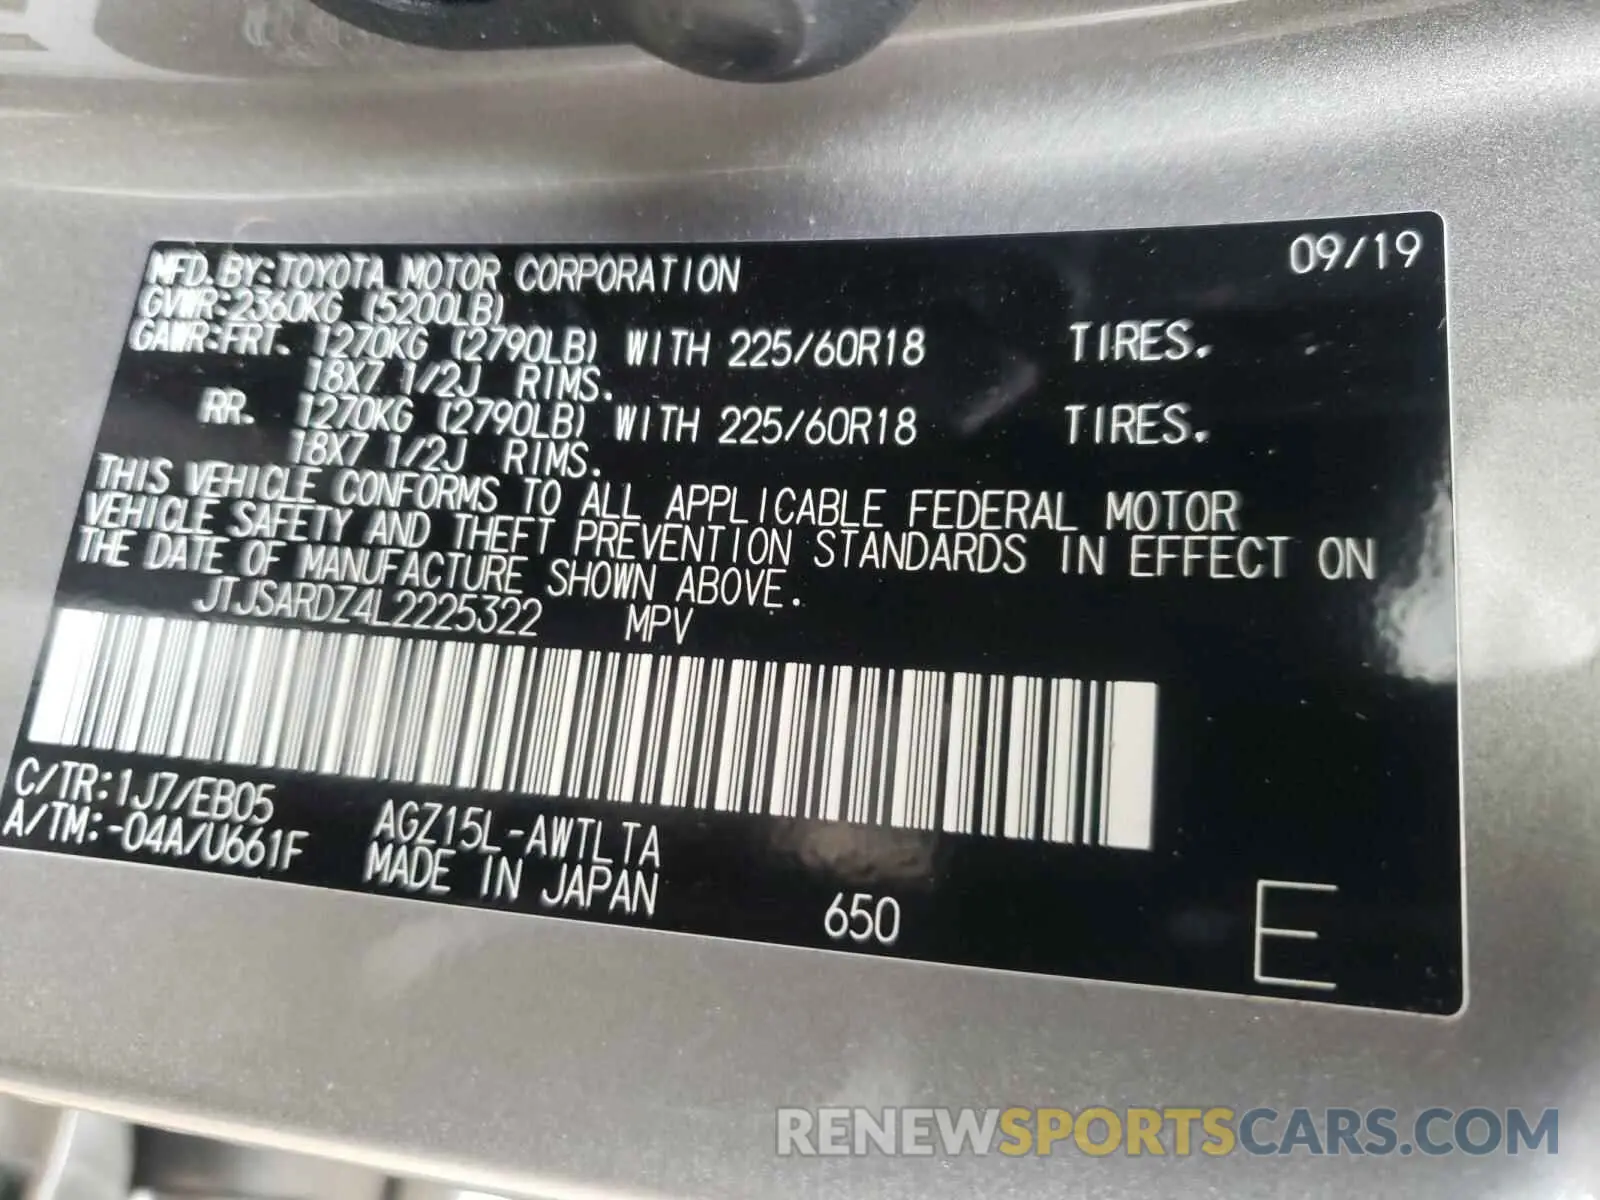 MFD.BY:TOYOTA MOTOR CORPORATION 09/19
GVWR:2360KG (5200LB)
GAWR:FRT. 1270KG (2790LB) WITH 225/60R18 TIRES.
18X7 1/2J RIMS.
RR. 1270KG (2790LB) WITH 225/60R18 TIRES.
18X7 1/2J RIMS.
THIS VEHICLE CONFORMS TO ALL APPLICABLE FEDERAL MOTOR
VEHICLE SAFETY AND THEFT PREVENTION STANDARDS IN EFFECT ON
THE DATE OF MANUFACTURE SHOWN ABOVE.
JTJSARDZ4L2225322 MPV
C/TR:1J7/EB05 AGZ15L-AWTLTA
A/TM:-04A/U661F MADE IN JAPAN
650 E
RENEWSPORTSCARS.COM